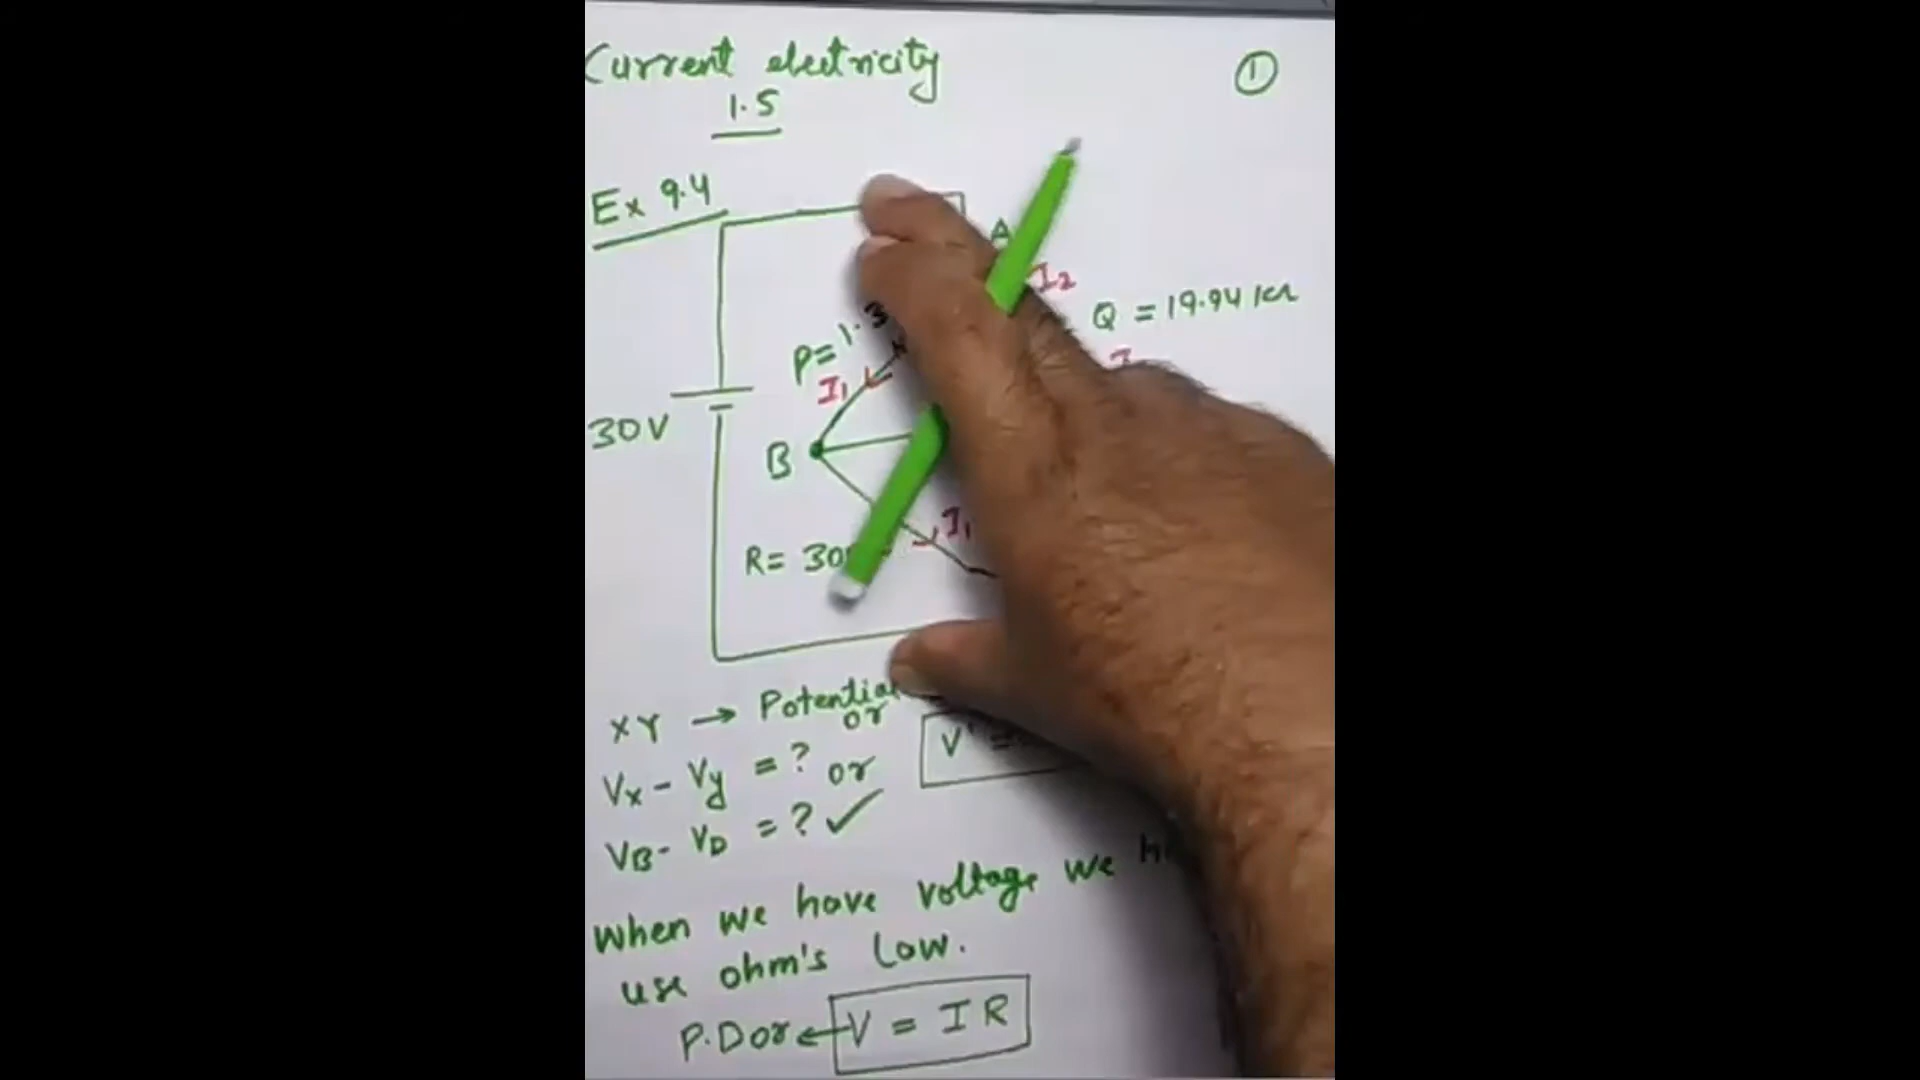 Current electricity
1
1.5
Ex 9.4
A
I2
Q = 19.94 kΩ
P= 1.3
I1
30V
B
I1
R= 30
XY → Potential
or
Vx - Vy = ? or
V' =
VB - VD = ? ✓
When we have voltage we
use ohm's Low.
P.D or ← V = IR